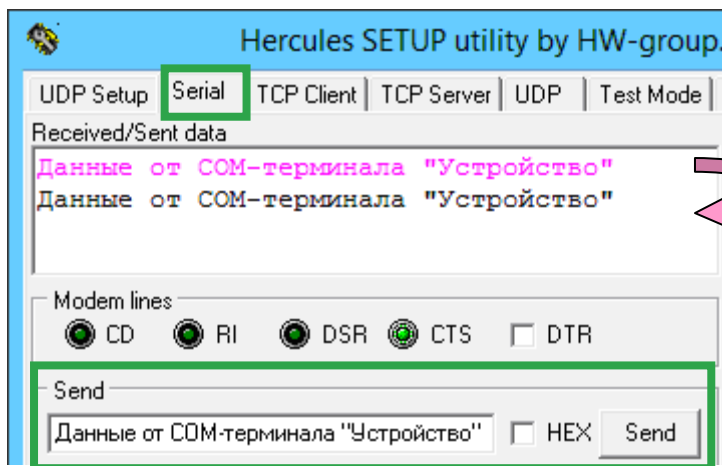 Hercules SETUP utility by HW-group.
UDP Setup Serial TCP Client TCP Server UDP Test Mode
Received/Sent data
Данные от COM-терминала "Устройство"
Данные от COM-терминала "Устройство"
Modem lines
CD RI DSR CTS DTR
Send
Данные от COM-терминала "Устройство" HEX Send